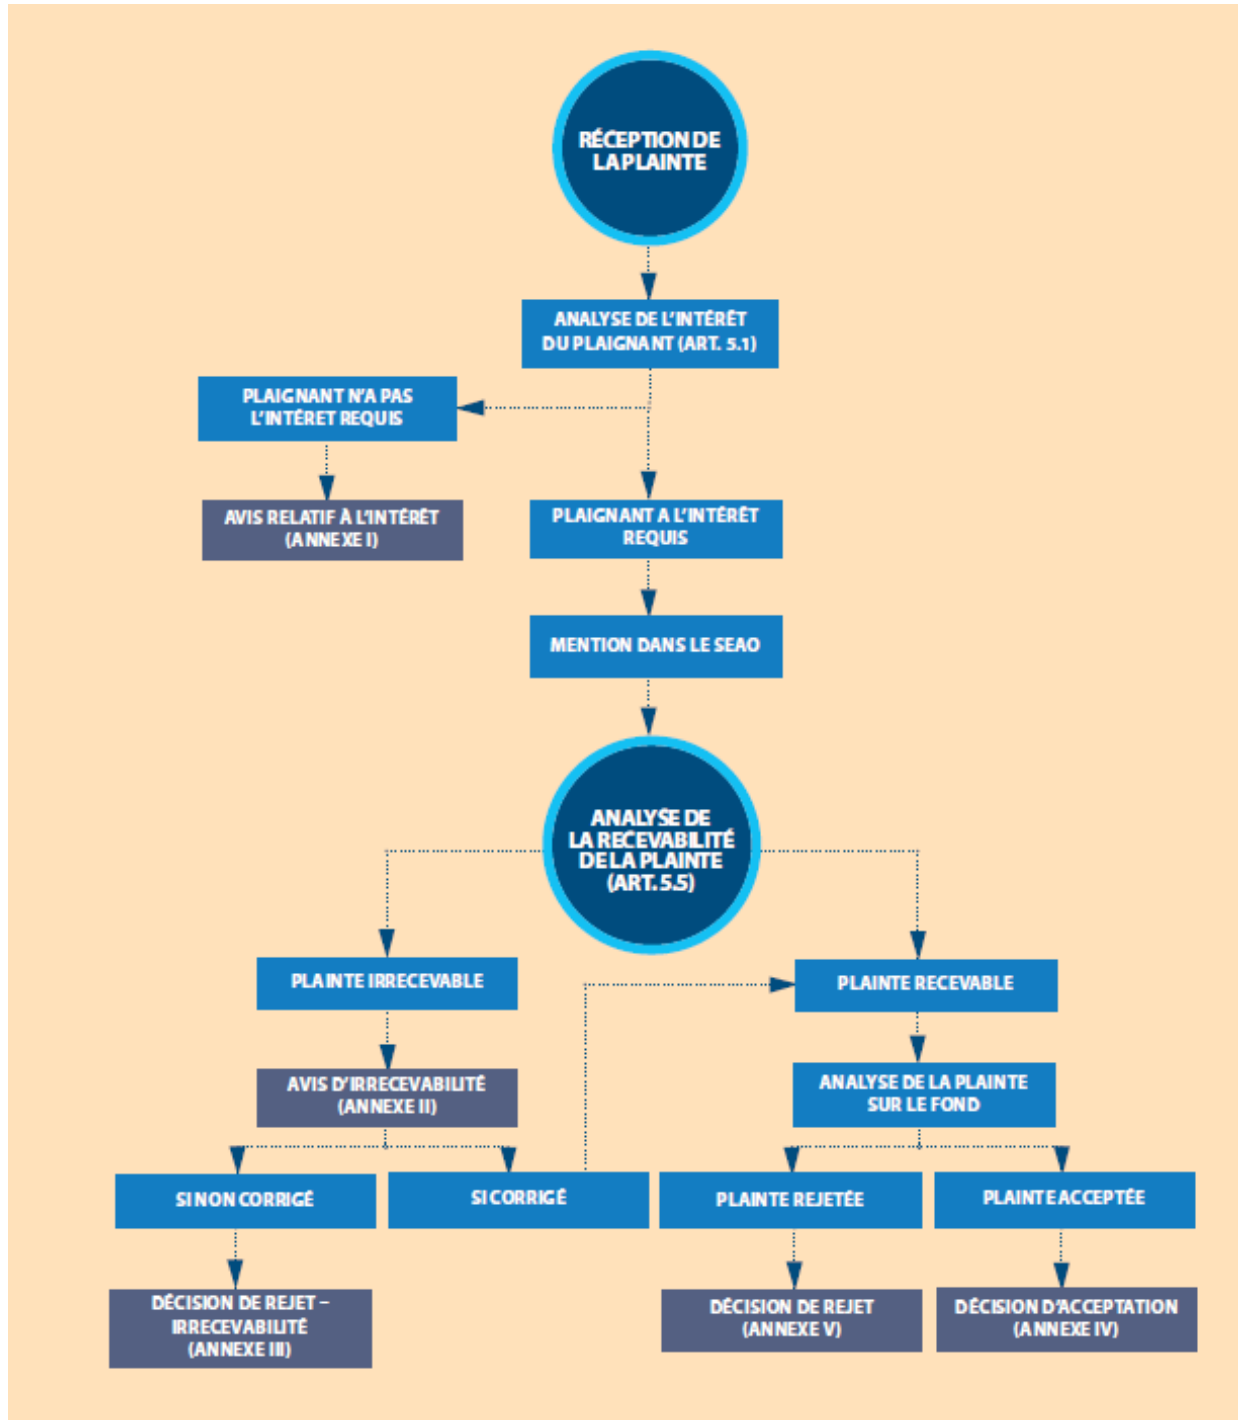 RÉCEPTION DE
LA PLAINTE
ANALYSE DE L'INTÉRÊT
DU PLAIGNANT (ART. 5.1)
PLAIGNANT N'A PAS
L'INTÉRET REQUIS
AVIS RELATIF À L'INTÉRÊT
(ANNEXE I)
PLAIGNANT A L'INTÉRÊT
REQUIS
MENTION DANS LE SEAO
ANALYSE DE
LA RECEVABILITÉ
DE LA PLAINTE
(ART. 5.5)
PLAINTE IRRECEVABLE
PLAINTE RECEVABLE
AVIS D'IRRECEVABILITÉ
(ANNEXE II)
ANALYSE DE LA PLAINTE
SUR LE FOND
SI NON CORRIGÉ
SI CORRIGÉ
PLAINTE REJETÉE
PLAINTE ACCEPTÉE
DÉCISION DE REJET –
IRRECEVABILITÉ
(ANNEXE III)
DÉCISION DE REJET
(ANNEXE V)
DÉCISION D'ACCEPTATION
(ANNEXE IV)